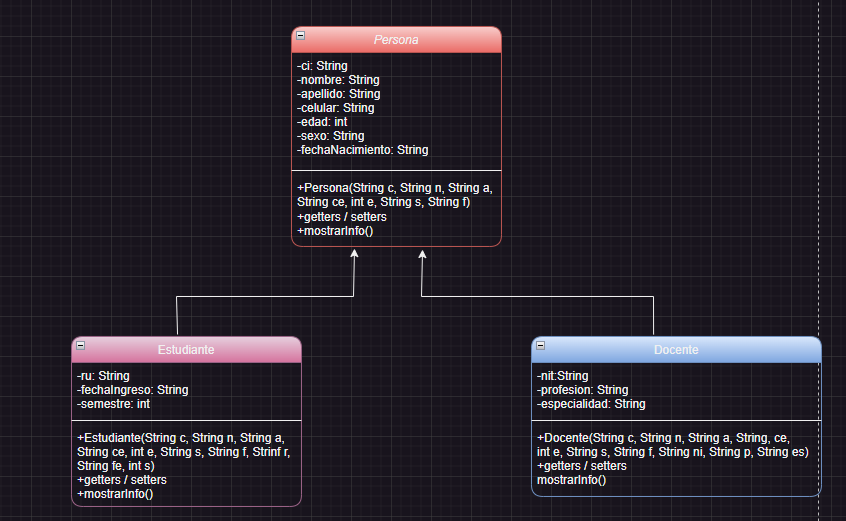 Persona
-ci: String
-nombre: String
-apellido: String
-celular: String
-edad: int
-sexo: String
-fechaNacimiento: String
+Persona(String c, String n, String a,
String ce, int e, String s, String f)
+getters / setters
+mostrarInfo()
Estudiante
-ru: String
-fechaIngreso: String
-semestre: int
+Estudiante(String c, String n, String a,
String ce, int e, String s, String f, Strinf r,
String fe, int s)
+getters / setters
+mostrarInfo()
Docente
-nit:String
-profesion: String
-especialidad: String
+Docente(String c, String n, String a, String, ce,
int e, String s, String f, String ni, String p, String es)
+getters / setters
mostrarInfo()